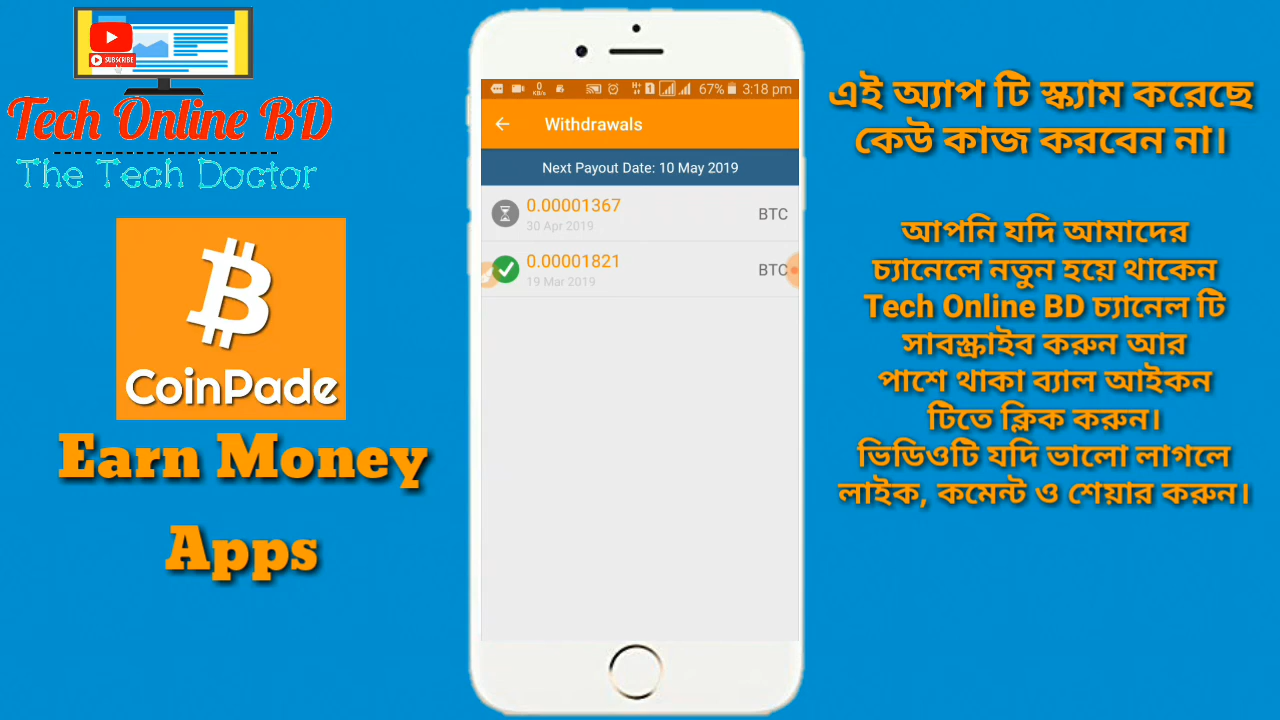 SUBSCRIBE
Tech Online BD
The Tech Doctor
CoinPade
Earn Money
Apps
0
KB/s
1
67%
3:18 pm
Withdrawals
Next Payout Date: 10 May 2019
0.00001367
BTC
30 Apr 2019
0.00001821
BTC
19 Mar 2019
এই অ্যাপ টি স্ক্যাম করেছে
কেউ কাজ করবেন না।
আপনি যদি আমাদের
চ্যানেলে নতুন হয়ে থাকেন
Tech Online BD চ্যানেল টি
সাবস্ক্রাইব করুন আর
পাশে থাকা ব্যাল আইকন
টিতে ক্লিক করুন।
ভিডিওটি যদি ভালো লাগলে
লাইক, কমেন্ট ও শেয়ার করুন।